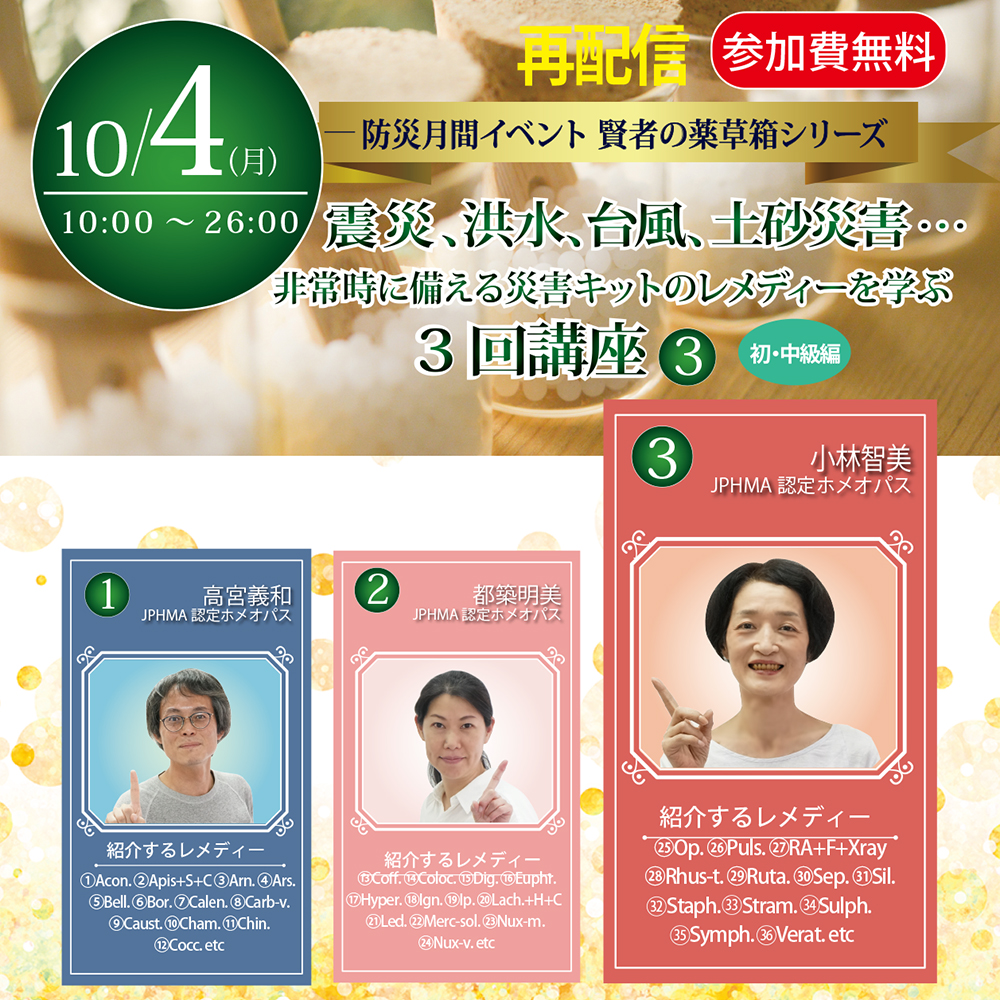 再配信
参加費無料
10/4(月)
10:00 ～ 26:00
― 防災月間イベント 賢者の薬草箱シリーズ
震災、洪水、台風、土砂災害…
非常時に備える災害キットのレメディーを学ぶ
3回講座 3
初・中級編
1
高宮義和
JPHMA 認定ホメオパス
紹介するレメディー
①Acon. ②Apis+S+C ③Arn. ④Ars.
⑤Bell. ⑥Bor. ⑦Calen. ⑧Carb-v.
⑨Caust. ⑩Cham. ⑪Chin.
⑫Cocc. etc
2
都築明美
JPHMA 認定ホメオパス
紹介するレメディー
⑬Coff. ⑭Coloc. ⑮Dig. ⑯Euphr.
⑰Hyper. ⑱Ign. ⑲Ip. ⑳Lach.+H+C
㉑Led. ㉒Merc-sol. ㉓Nux-m.
㉔Nux-v. etc
3
小林智美
JPHMA 認定ホメオパス
紹介するレメディー
㉕Op. ㉖Puls. ㉗RA+F+Xray
㉘Rhus-t. ㉙Ruta. ㉚Sep. ㉛Sil.
㉜Staph. ㉝Stram. ㉞Sulph.
㉟Symph. ㊱Verat. etc